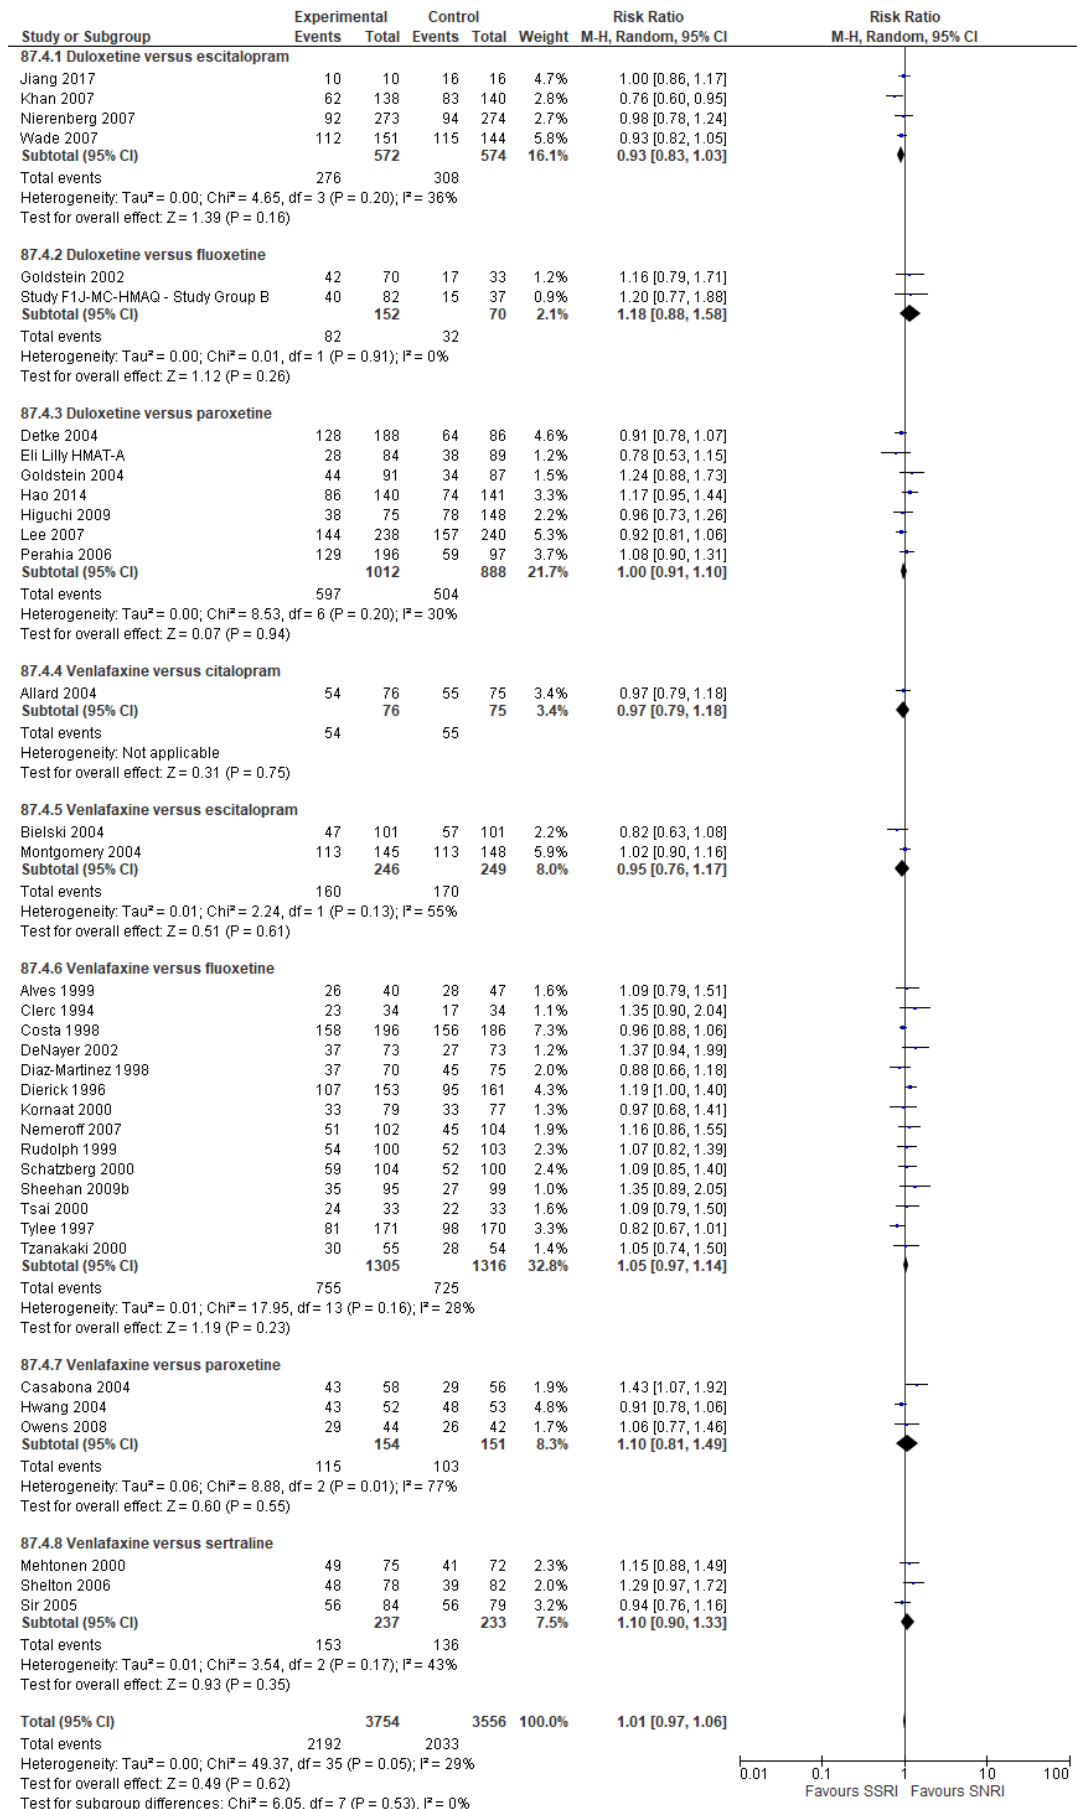 Experimental Control Risk Ratio Risk Ratio
Study or Subgroup Events Total Events Total Weight M-H, Random, 95% CI M-H, Random, 95% CI
87.4.1 Duloxetine versus escitalopram
Jiang 2017 10 10 16 16 4.7% 1.00 [0.86, 1.17]
Khan 2007 62 138 83 140 2.8% 0.76 [0.60, 0.95]
Nierenberg 2007 92 273 94 274 2.7% 0.98 [0.78, 1.24]
Wade 2007 112 151 115 144 5.8% 0.93 [0.82, 1.05]
Subtotal (95% CI) 572 574 16.1% 0.93 [0.83, 1.03]
Total events 276 308
Heterogeneity: Tau² = 0.00; Chi² = 4.65, df = 3 (P = 0.20); I² = 36%
Test for overall effect: Z = 1.39 (P = 0.16)
87.4.2 Duloxetine versus fluoxetine
Goldstein 2002 42 70 17 33 1.2% 1.16 [0.79, 1.71]
Study F1J-MC-HMAQ - Study Group B 40 82 15 37 0.9% 1.20 [0.77, 1.88]
Subtotal (95% CI) 152 70 2.1% 1.18 [0.88, 1.58]
Total events 82 32
Heterogeneity: Tau² = 0.00; Chi² = 0.01, df = 1 (P = 0.91); I² = 0%
Test for overall effect: Z = 1.12 (P = 0.26)
87.4.3 Duloxetine versus paroxetine
Detke 2004 128 188 64 86 4.6% 0.91 [0.78, 1.07]
Eli Lilly HMAT-A 28 84 38 89 1.2% 0.78 [0.53, 1.15]
Goldstein 2004 44 91 34 87 1.5% 1.24 [0.88, 1.73]
Hao 2014 86 140 74 141 3.3% 1.17 [0.95, 1.44]
Higuchi 2009 38 75 78 148 2.2% 0.96 [0.73, 1.26]
Lee 2007 144 238 157 240 5.3% 0.92 [0.81, 1.06]
Perahia 2006 129 196 59 97 3.7% 1.08 [0.90, 1.31]
Subtotal (95% CI) 1012 888 21.7% 1.00 [0.91, 1.10]
Total events 597 504
Heterogeneity: Tau² = 0.00; Chi² = 8.53, df = 6 (P = 0.20); I² = 30%
Test for overall effect: Z = 0.07 (P = 0.94)
87.4.4 Venlafaxine versus citalopram
Allard 2004 54 76 55 75 3.4% 0.97 [0.79, 1.18]
Subtotal (95% CI) 76 75 3.4% 0.97 [0.79, 1.18]
Total events 54 55
Heterogeneity: Not applicable
Test for overall effect: Z = 0.31 (P = 0.75)
87.4.5 Venlafaxine versus escitalopram
Bielski 2004 47 101 57 101 2.2% 0.82 [0.63, 1.08]
Montgomery 2004 113 145 113 148 5.9% 1.02 [0.90, 1.16]
Subtotal (95% CI) 246 249 8.0% 0.95 [0.76, 1.17]
Total events 160 170
Heterogeneity: Tau² = 0.01; Chi² = 2.24, df = 1 (P = 0.13); I² = 55%
Test for overall effect: Z = 0.51 (P = 0.61)
87.4.6 Venlafaxine versus fluoxetine
Alves 1999 26 40 28 47 1.6% 1.09 [0.79, 1.51]
Clerc 1994 23 34 17 34 1.1% 1.35 [0.90, 2.04]
Costa 1998 158 196 156 186 7.3% 0.96 [0.88, 1.06]
DeNayer 2002 37 73 27 73 1.2% 1.37 [0.94, 1.99]
Diaz-Martinez 1998 37 70 45 75 2.0% 0.88 [0.66, 1.18]
Dierick 1996 107 153 95 161 4.3% 1.19 [1.00, 1.40]
Kornaat 2000 33 79 33 77 1.3% 0.97 [0.68, 1.41]
Nemeroff 2007 51 102 45 104 1.9% 1.16 [0.86, 1.55]
Rudolph 1999 54 100 52 103 2.3% 1.07 [0.82, 1.39]
Schatzberg 2000 59 104 52 100 2.4% 1.09 [0.85, 1.40]
Sheehan 2009b 35 95 27 99 1.0% 1.35 [0.89, 2.05]
Tsai 2000 24 33 22 33 1.6% 1.09 [0.79, 1.50]
Tylee 1997 81 171 98 170 3.3% 0.82 [0.67, 1.01]
Tzanakaki 2000 30 55 28 54 1.4% 1.05 [0.74, 1.50]
Subtotal (95% CI) 1305 1316 32.8% 1.05 [0.97, 1.14]
Total events 755 725
Heterogeneity: Tau² = 0.01; Chi² = 17.95, df = 13 (P = 0.16); I² = 28%
Test for overall effect: Z = 1.19 (P = 0.23)
87.4.7 Venlafaxine versus paroxetine
Casabona 2004 43 58 29 56 1.9% 1.43 [1.07, 1.92]
Hwang 2004 43 52 48 53 4.8% 0.91 [0.78, 1.06]
Owens 2008 29 44 26 42 1.7% 1.06 [0.77, 1.46]
Subtotal (95% CI) 154 151 8.3% 1.10 [0.81, 1.49]
Total events 115 103
Heterogeneity: Tau² = 0.06; Chi² = 8.88, df = 2 (P = 0.01); I² = 77%
Test for overall effect: Z = 0.60 (P = 0.55)
87.4.8 Venlafaxine versus sertraline
Mehtonen 2000 49 75 41 72 2.3% 1.15 [0.88, 1.49]
Shelton 2006 48 78 39 82 2.0% 1.29 [0.97, 1.72]
Sir 2005 56 84 56 79 3.2% 0.94 [0.76, 1.16]
Subtotal (95% CI) 237 233 7.5% 1.10 [0.90, 1.33]
Total events 153 136
Heterogeneity: Tau² = 0.01; Chi² = 3.54, df = 2 (P = 0.17); I² = 43%
Test for overall effect: Z = 0.93 (P = 0.35)
Total (95% CI) 3754 3556 100.0% 1.01 [0.97, 1.06]
Total events 2192 2033
Heterogeneity: Tau² = 0.00; Chi² = 49.37, df = 35 (P = 0.05); I² = 29%
Test for overall effect: Z = 0.49 (P = 0.62)
Test for subgroup differences: Chi² = 6.05, df = 7 (P = 0.53), I² = 0%
0.01 0.1 1 10 100
Favours SSRI Favours SNRI